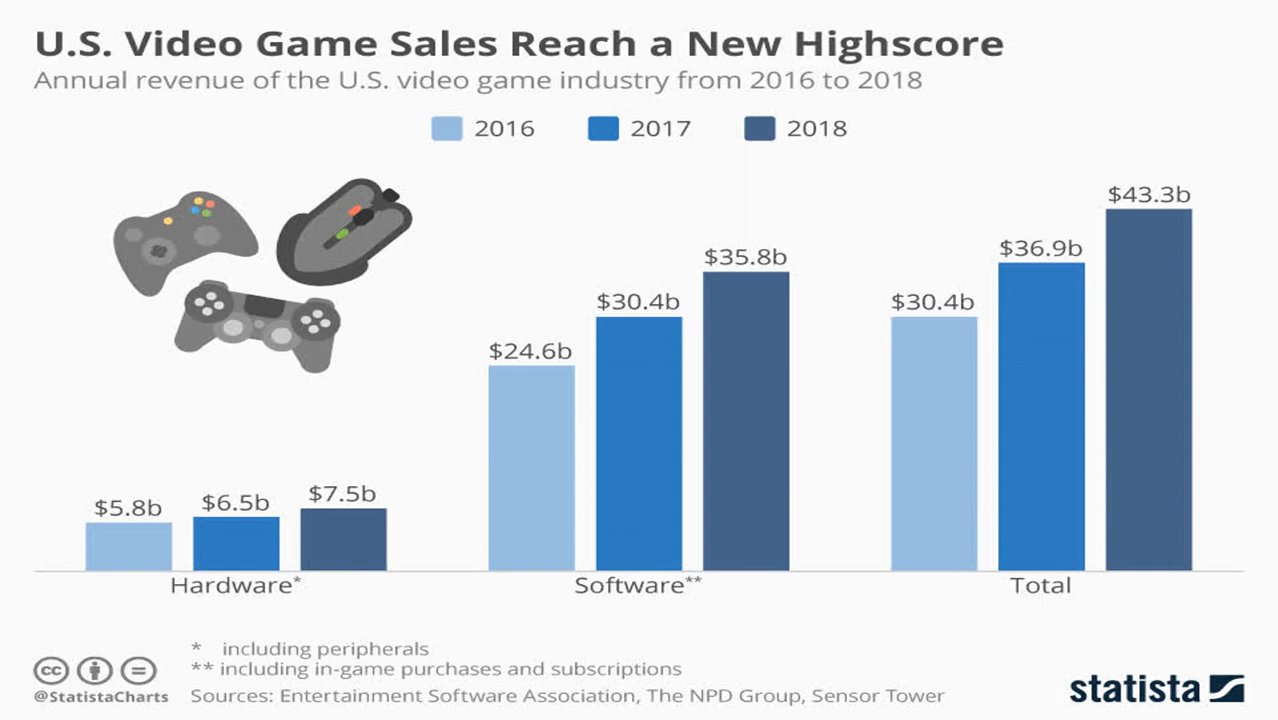 U.S. Video Game Sales Reach a New Highscore
Annual revenue of the U.S. video game industry from 2016 to 2018
2016 2017 2018
$5.8b $6.5b $7.5b
$24.6b $30.4b $35.8b
$30.4b $36.9b $43.3b
Hardware* Software** Total
* including peripherals
** including in-game purchases and subscriptions
cc
@StatistaCharts Sources: Entertainment Software Association, The NPD Group, Sensor Tower
statista